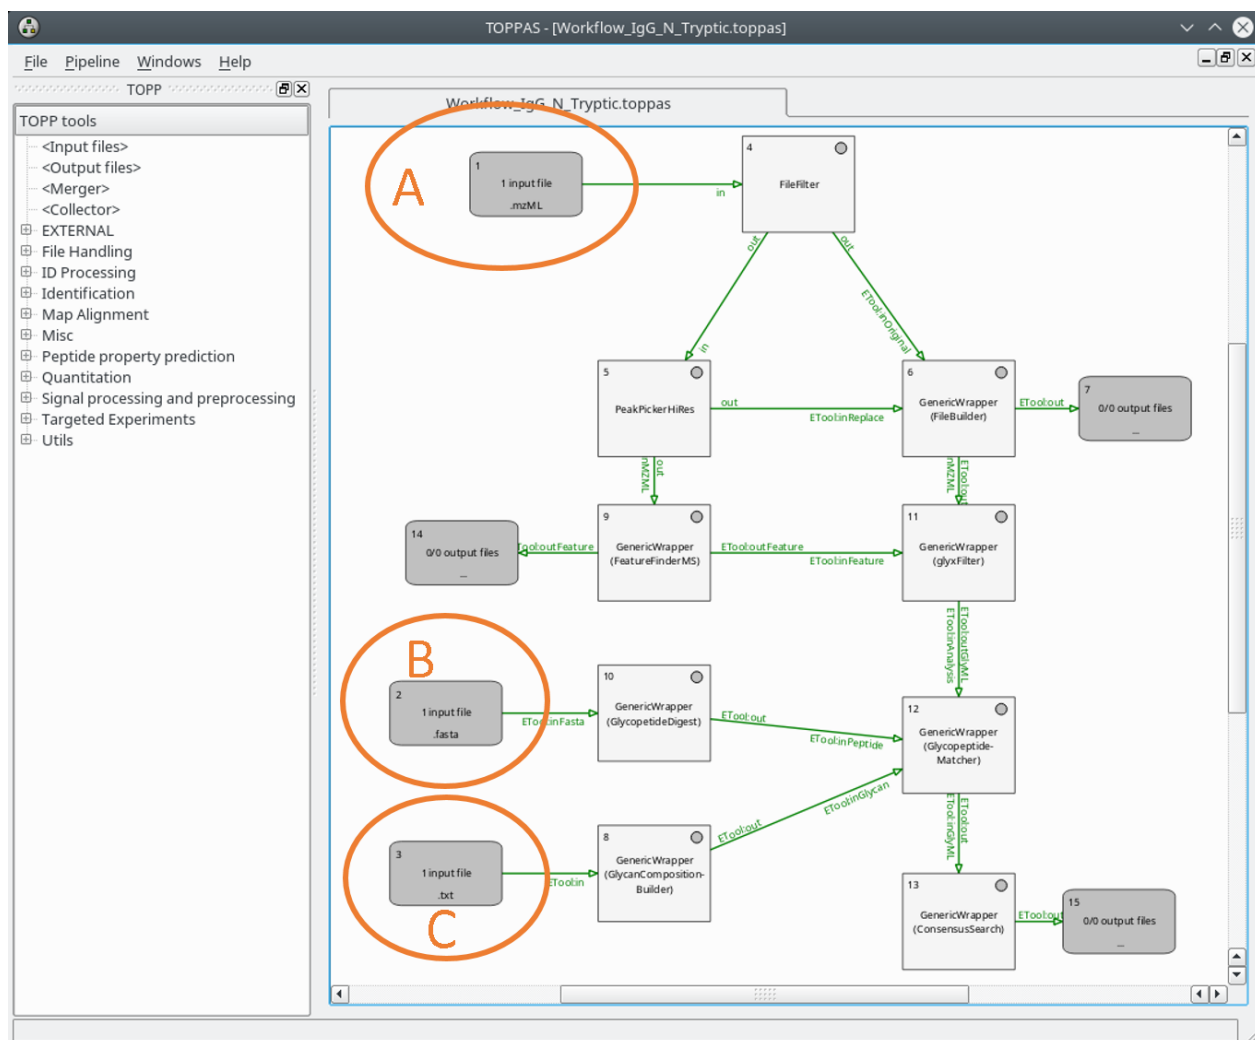 TOPPAS - [Workflow_IgG_N_Tryptic.toppas]
File Pipeline Windows Help
TOPP
TOPP tools
<Input files>
<Output files>
<Merger>
<Collector>
EXTERNAL
File Handling
ID Processing
Identification
Map Alignment
Misc
Peptide property prediction
Quantitation
Signal processing and preprocessing
Targeted Experiments
Utils
Workflow_IgG_N_Tryptic.toppas
A
1
1 input file
.mzML
in
4
FileFilter
out
in
out
ETool:inOriginal
5
PeakPickerHiRes
out
ETool:inReplace
6
GenericWrapper
(FileBuilder)
ETool:out
7
0/0 output files
...
out
nMZML
ETool:out
nMZML
14
0/0 output files
...
Tool:outFeature
9
GenericWrapper
(FeatureFinderMS)
ETool:outFeature
ETool:inFeature
11
GenericWrapper
(glyxFilter)
ETool:outGlyML
ETool:inAnalysis
B
2
1 input file
.fasta
ETool:inFasta
10
GenericWrapper
(GlycopetideDigest)
ETool:out
ETool:inPeptide
12
GenericWrapper
(Glycopeptide-
Matcher)
C
3
1 input file
.txt
ETool:in
8
GenericWrapper
(GlycanComposition-
Builder)
ETool:out
ETool:inGlycan
ETool:out
ETool:inGlyML
13
GenericWrapper
(ConsensusSearch)
ETool:out
15
0/0 output files
...